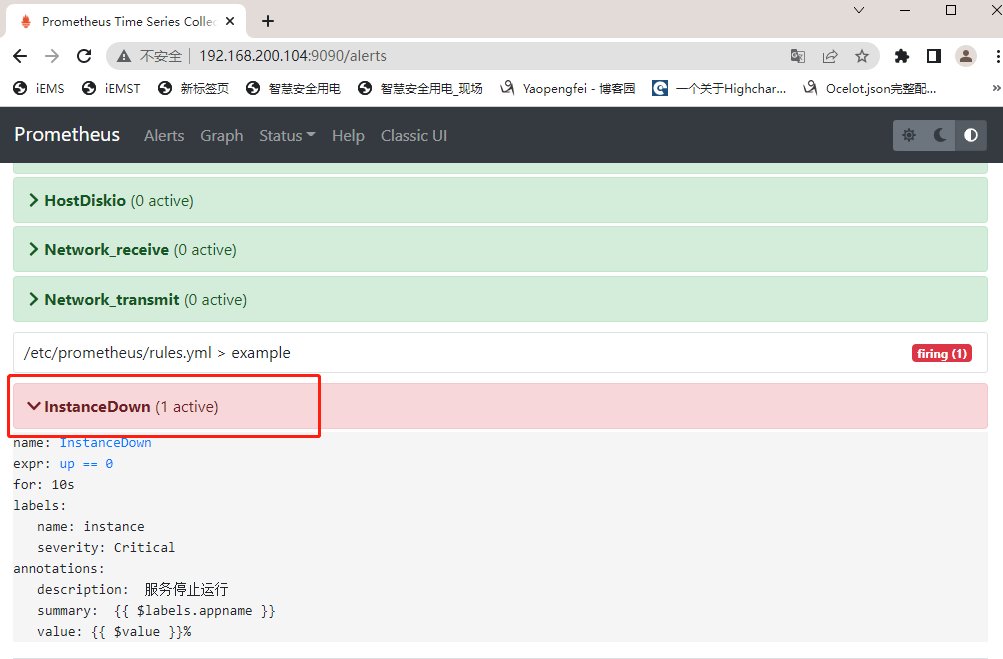 Prometheus Time Series Collec
不安全 192.168.200.104:9090/alerts
iEMS iEMST 新标签页 智慧安全用电 智慧安全用电_现场 Yaopengfei - 博客园 一个关于Highchar... Ocelot.json完整配... »
Prometheus Alerts Graph Status Help Classic UI
HostDiskio (0 active)
Network_receive (0 active)
Network_transmit (0 active)
/etc/prometheus/rules.yml > example firing (1)
InstanceDown (1 active)
name: InstanceDown
expr: up == 0
for: 10s
labels:
name: instance
severity: Critical
annotations:
description: 服务停止运行
summary: {{ $labels.appname }}
value: {{ $value }}%